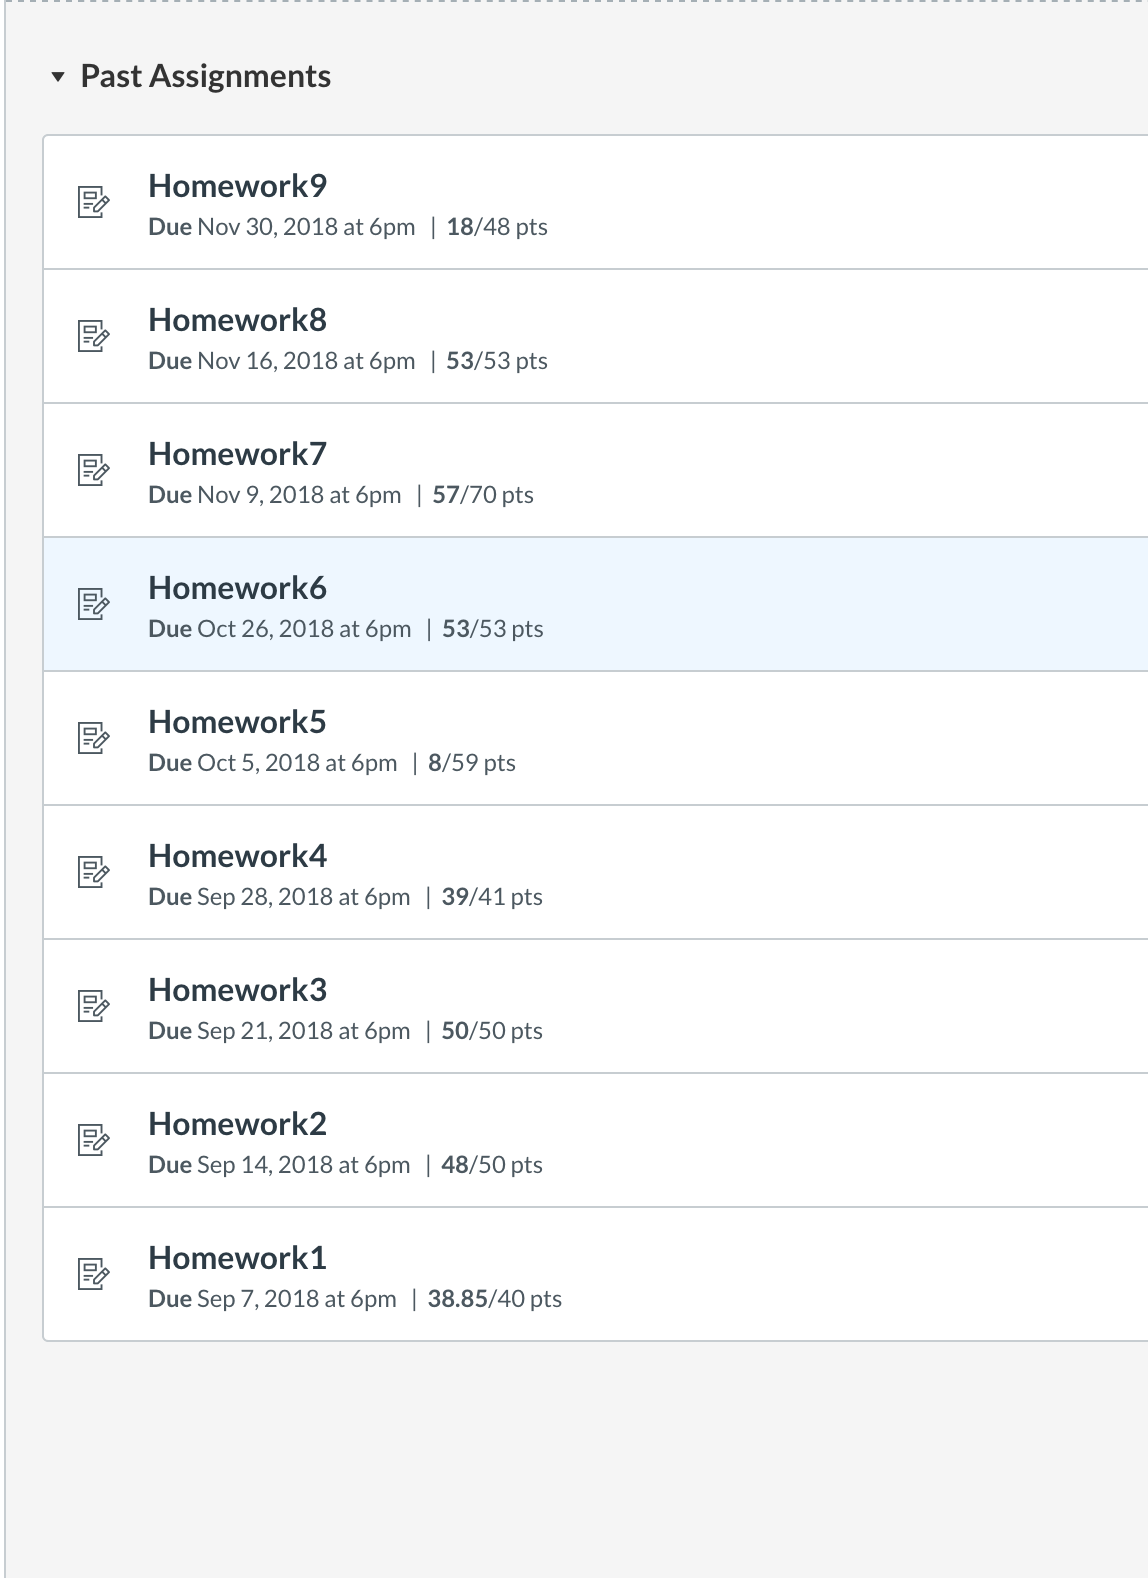 Past Assignments
Homework9
Due Nov 30, 2018 at 6pm | 18/48 pts
Homework8
Due Nov 16, 2018 at 6pm | 53/53 pts
Homework7
Due Nov 9, 2018 at 6pm | 57/70 pts
Homework6
Due Oct 26, 2018 at 6pm | 53/53 pts
Homework5
Due Oct 5, 2018 at 6pm | 8/59 pts
Homework4
Due Sep 28, 2018 at 6pm | 39/41 pts
Homework3
Due Sep 21, 2018 at 6pm | 50/50 pts
Homework2
Due Sep 14, 2018 at 6pm | 48/50 pts
Homework1
Due Sep 7, 2018 at 6pm | 38.85/40 pts